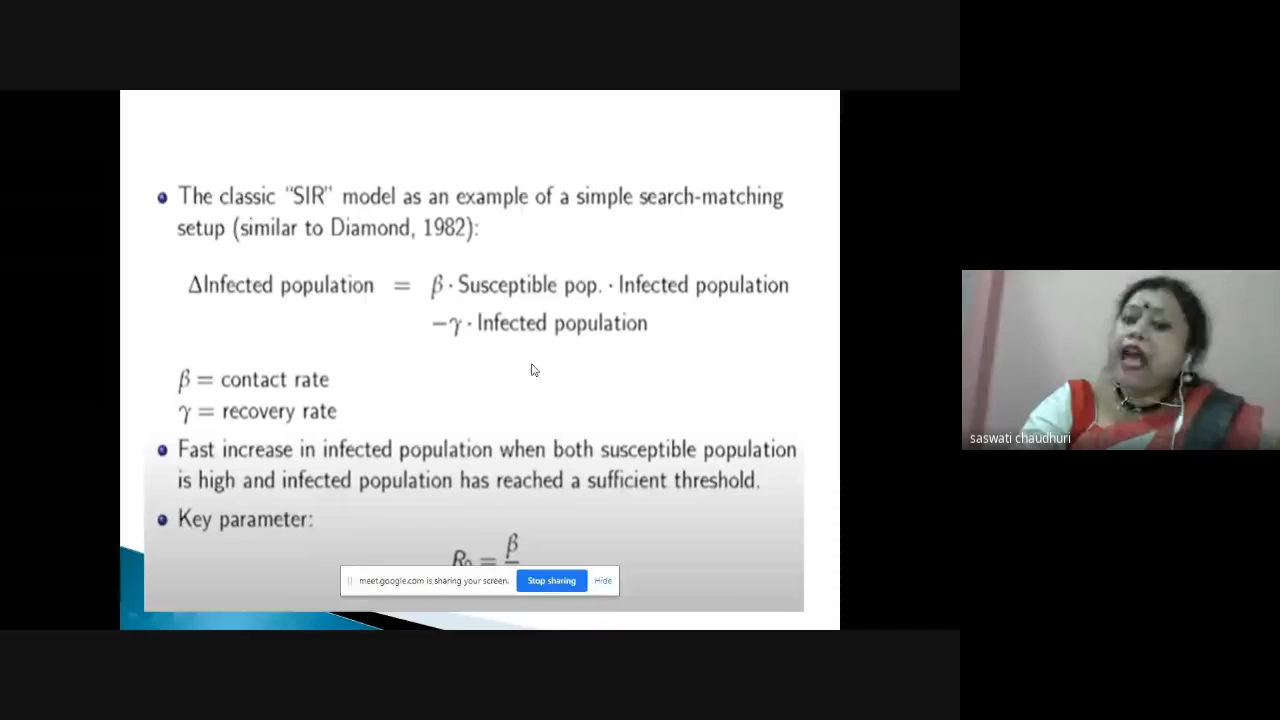 The classic “SIR” model as an example of a simple search-matching
setup (similar to Diamond, 1982):
ΔInfected population = β · Susceptible pop. · Infected population
−γ · Infected population
β = contact rate
γ = recovery rate
Fast increase in infected population when both susceptible population
is high and infected population has reached a sufficient threshold.
Key parameter:
R₀ = β
meet.google.com is sharing your screen. Stop sharing Hide
saswati chaudhuri